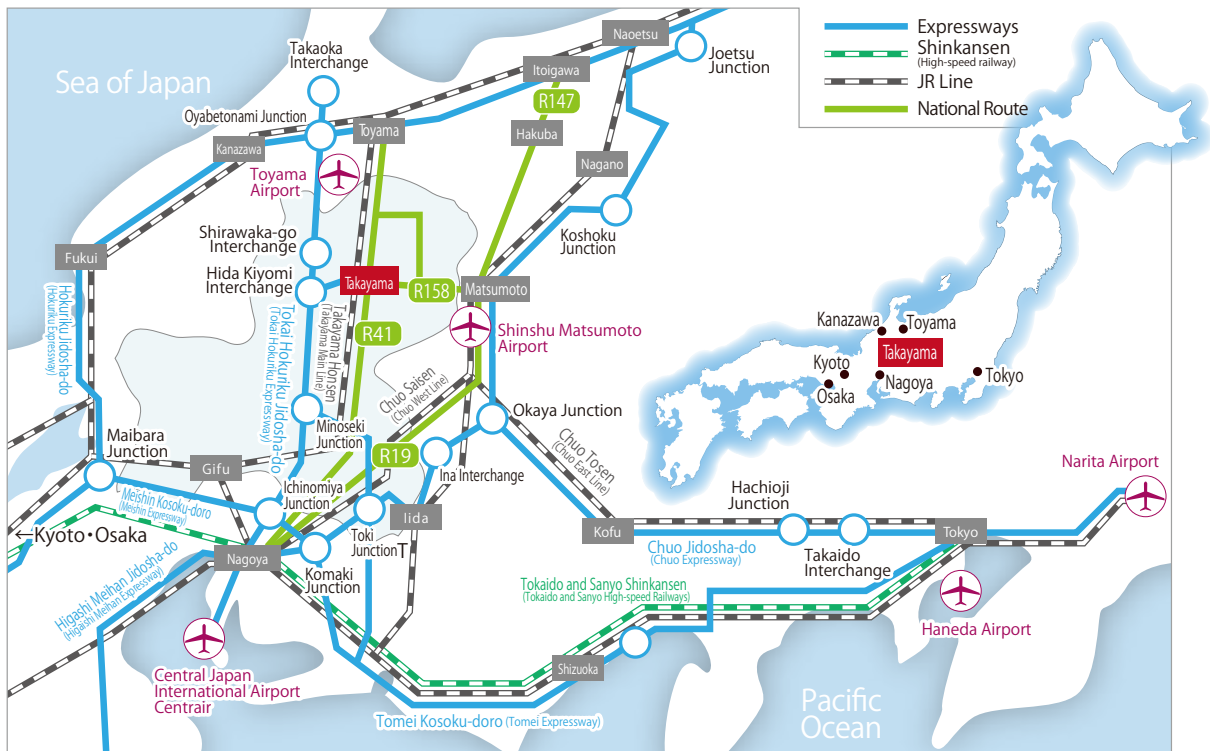 Expressways
Shinkansen
(High-speed railway)
JR Line
National Route
Sea of Japan
Takaoka
Interchange
Oyabetonami Junction
Kanazawa
Toyama
Toyama
Airport
Naoetsu
Itoigawa
Joetsu
Junction
R147
Hakuba
Nagano
Koshoku
Junction
Fukui
Shirawaka-go
Interchange
Hida Kiyomi
Interchange
Takayama
R158
Matsumoto
R41
Shinshu Matsumoto
Airport
Hokuriku Jidosha-do
(Hokuriku Expressway)
Tokai Hokuriku Jidosha-do
(Tokai Hokuriku Expressway)
Takayama Honsen
(Takayama Main Line)
Chuo Saisen
(Chuo West Line)
Okaya Junction
Chuo Tosen
(Chuo East Line)
Maibara
Junction
Gifu
Minoseki
Junction
R19
Ina Interchange
Ichinomiya
Junction
Meishin Kosoku-doro
(Meishin Expressway)
Iida
Toki
JunctionT
←Kyoto・Osaka
Nagoya
Komaki
Junction
Higashi Meihan Jidosha-do
(Higaishi Meihan Expressway)
Central Japan
International Airport
Centrair
Kofu
Hachioji
Junction
Chuo Jidosha-do
(Chuo Expressway)
Takaido
Interchange
Tokyo
Narita Airport
Haneda Airport
Tokaido and Sanyo Shinkansen
(Tokaido and Sanyo High-speed Railways)
Shizuoka
Tomei Kosoku-doro (Tomei Expressway)
Pacific
Ocean
Kanazawa
Toyama
Takayama
Kyoto
Osaka
Nagoya
Tokyo